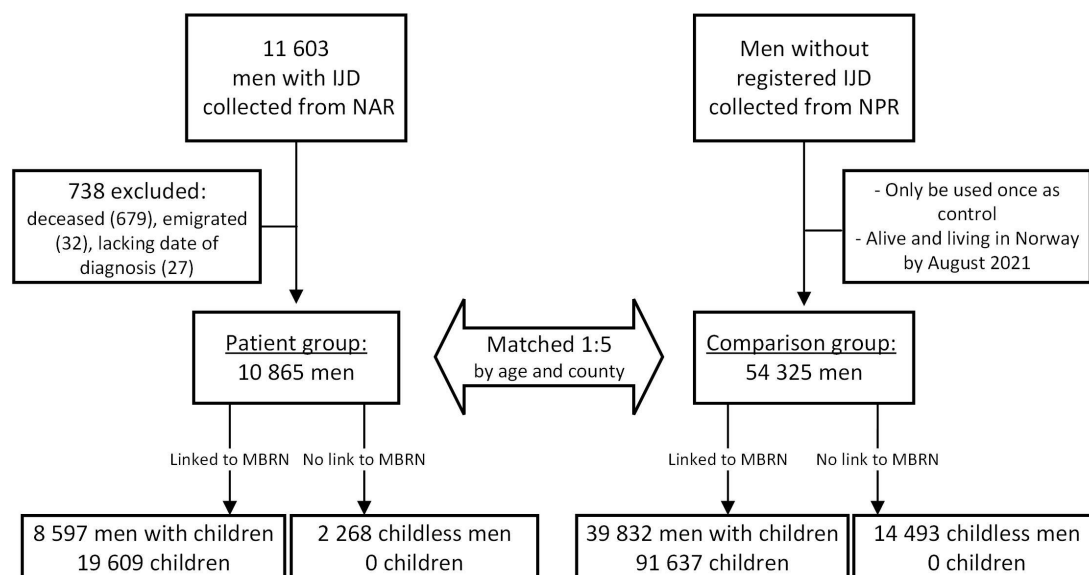 11 603
men with IJD
collected from NAR
Men without
registered IJD
collected from NPR
738 excluded:
deceased (679), emigrated
(32), lacking date of
diagnosis (27)
- Only be used once as
control
- Alive and living in Norway
by August 2021
Patient group:
10 865 men
Matched 1:5
by age and county
Comparison group:
54 325 men
Linked to MBRN
No link to MBRN
Linked to MBRN
No link to MBRN
8 597 men with children
19 609 children
2 268 childless men
0 children
39 832 men with children
91 637 children
14 493 childless men
0 children